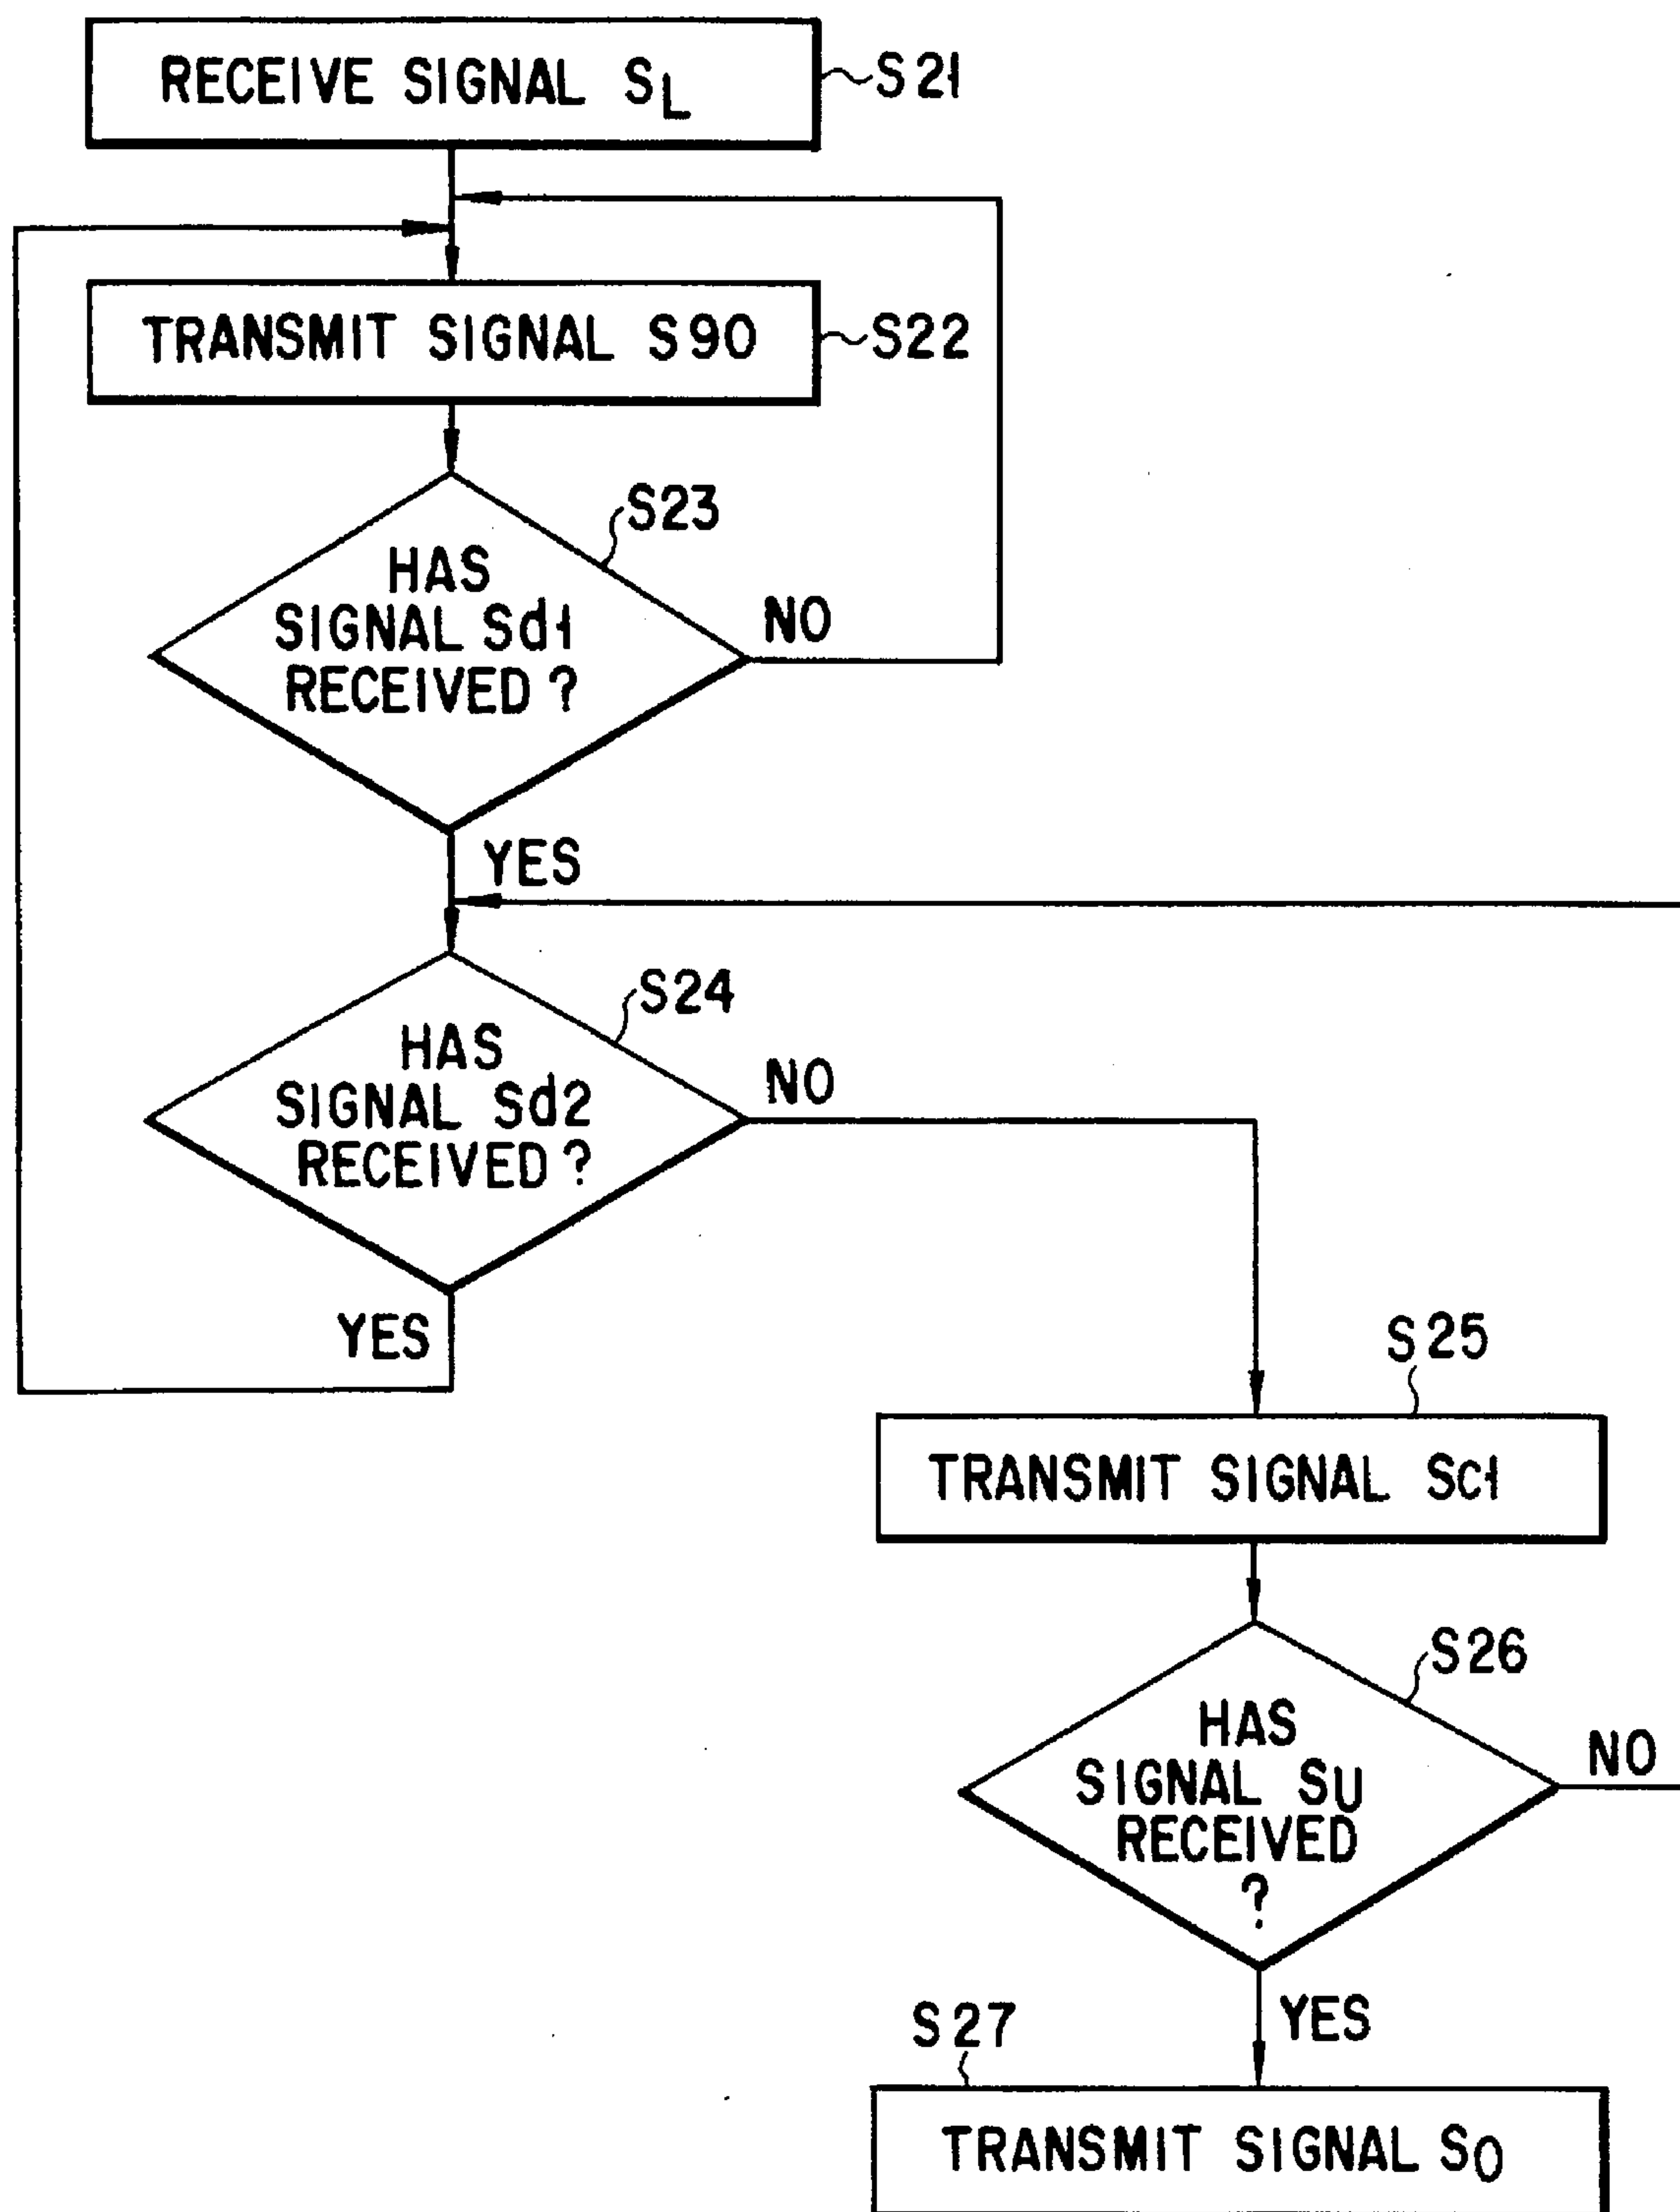 RECEIVE SIGNAL SL
S21
TRANSMIT SIGNAL S90
S22
S23
HAS
SIGNAL Sd1
RECEIVED ?
NO
YES
S24
HAS
SIGNAL Sd2
RECEIVED ?
NO
YES
S25
TRANSMIT SIGNAL Sc1
S26
HAS
SIGNAL SU
RECEIVED
?
NO
YES
S27
TRANSMIT SIGNAL S0